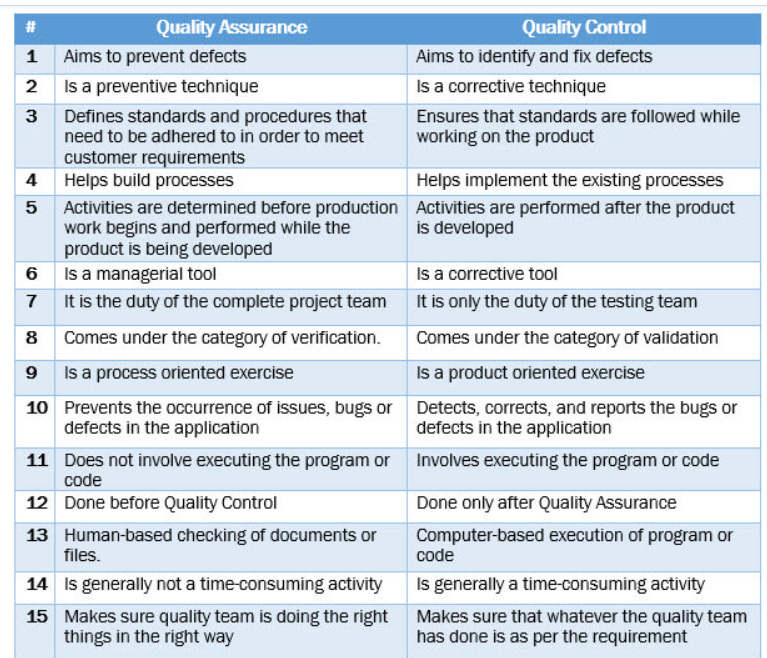 # Quality Assurance Quality Control
1 Aims to prevent defects Aims to identify and fix defects
2 Is a preventive technique Is a corrective technique
3 Defines standards and procedures that Ensures that standards are followed while
need to be adhered to in order to meet working on the product
customer requirements
4 Helps build processes Helps implement the existing processes
5 Activities are determined before production Activities are performed after the product
work begins and performed while the is developed
product is being developed
6 Is a managerial tool Is a corrective tool
7 It is the duty of the complete project team It is only the duty of the testing team
8 Comes under the category of verification. Comes under the category of validation
9 Is a process oriented exercise Is a product oriented exercise
10 Prevents the occurrence of issues, bugs or Detects, corrects, and reports the bugs or
defects in the application defects in the application
11 Does not involve executing the program or Involves executing the program or code
code
12 Done before Quality Control Done only after Quality Assurance
13 Human-based checking of documents or Computer-based execution of program or
files. code
14 Is generally not a time-consuming activity Is generally a time-consuming activity
15 Makes sure quality team is doing the right Makes sure that whatever the quality team
things in the right way has done is as per the requirement